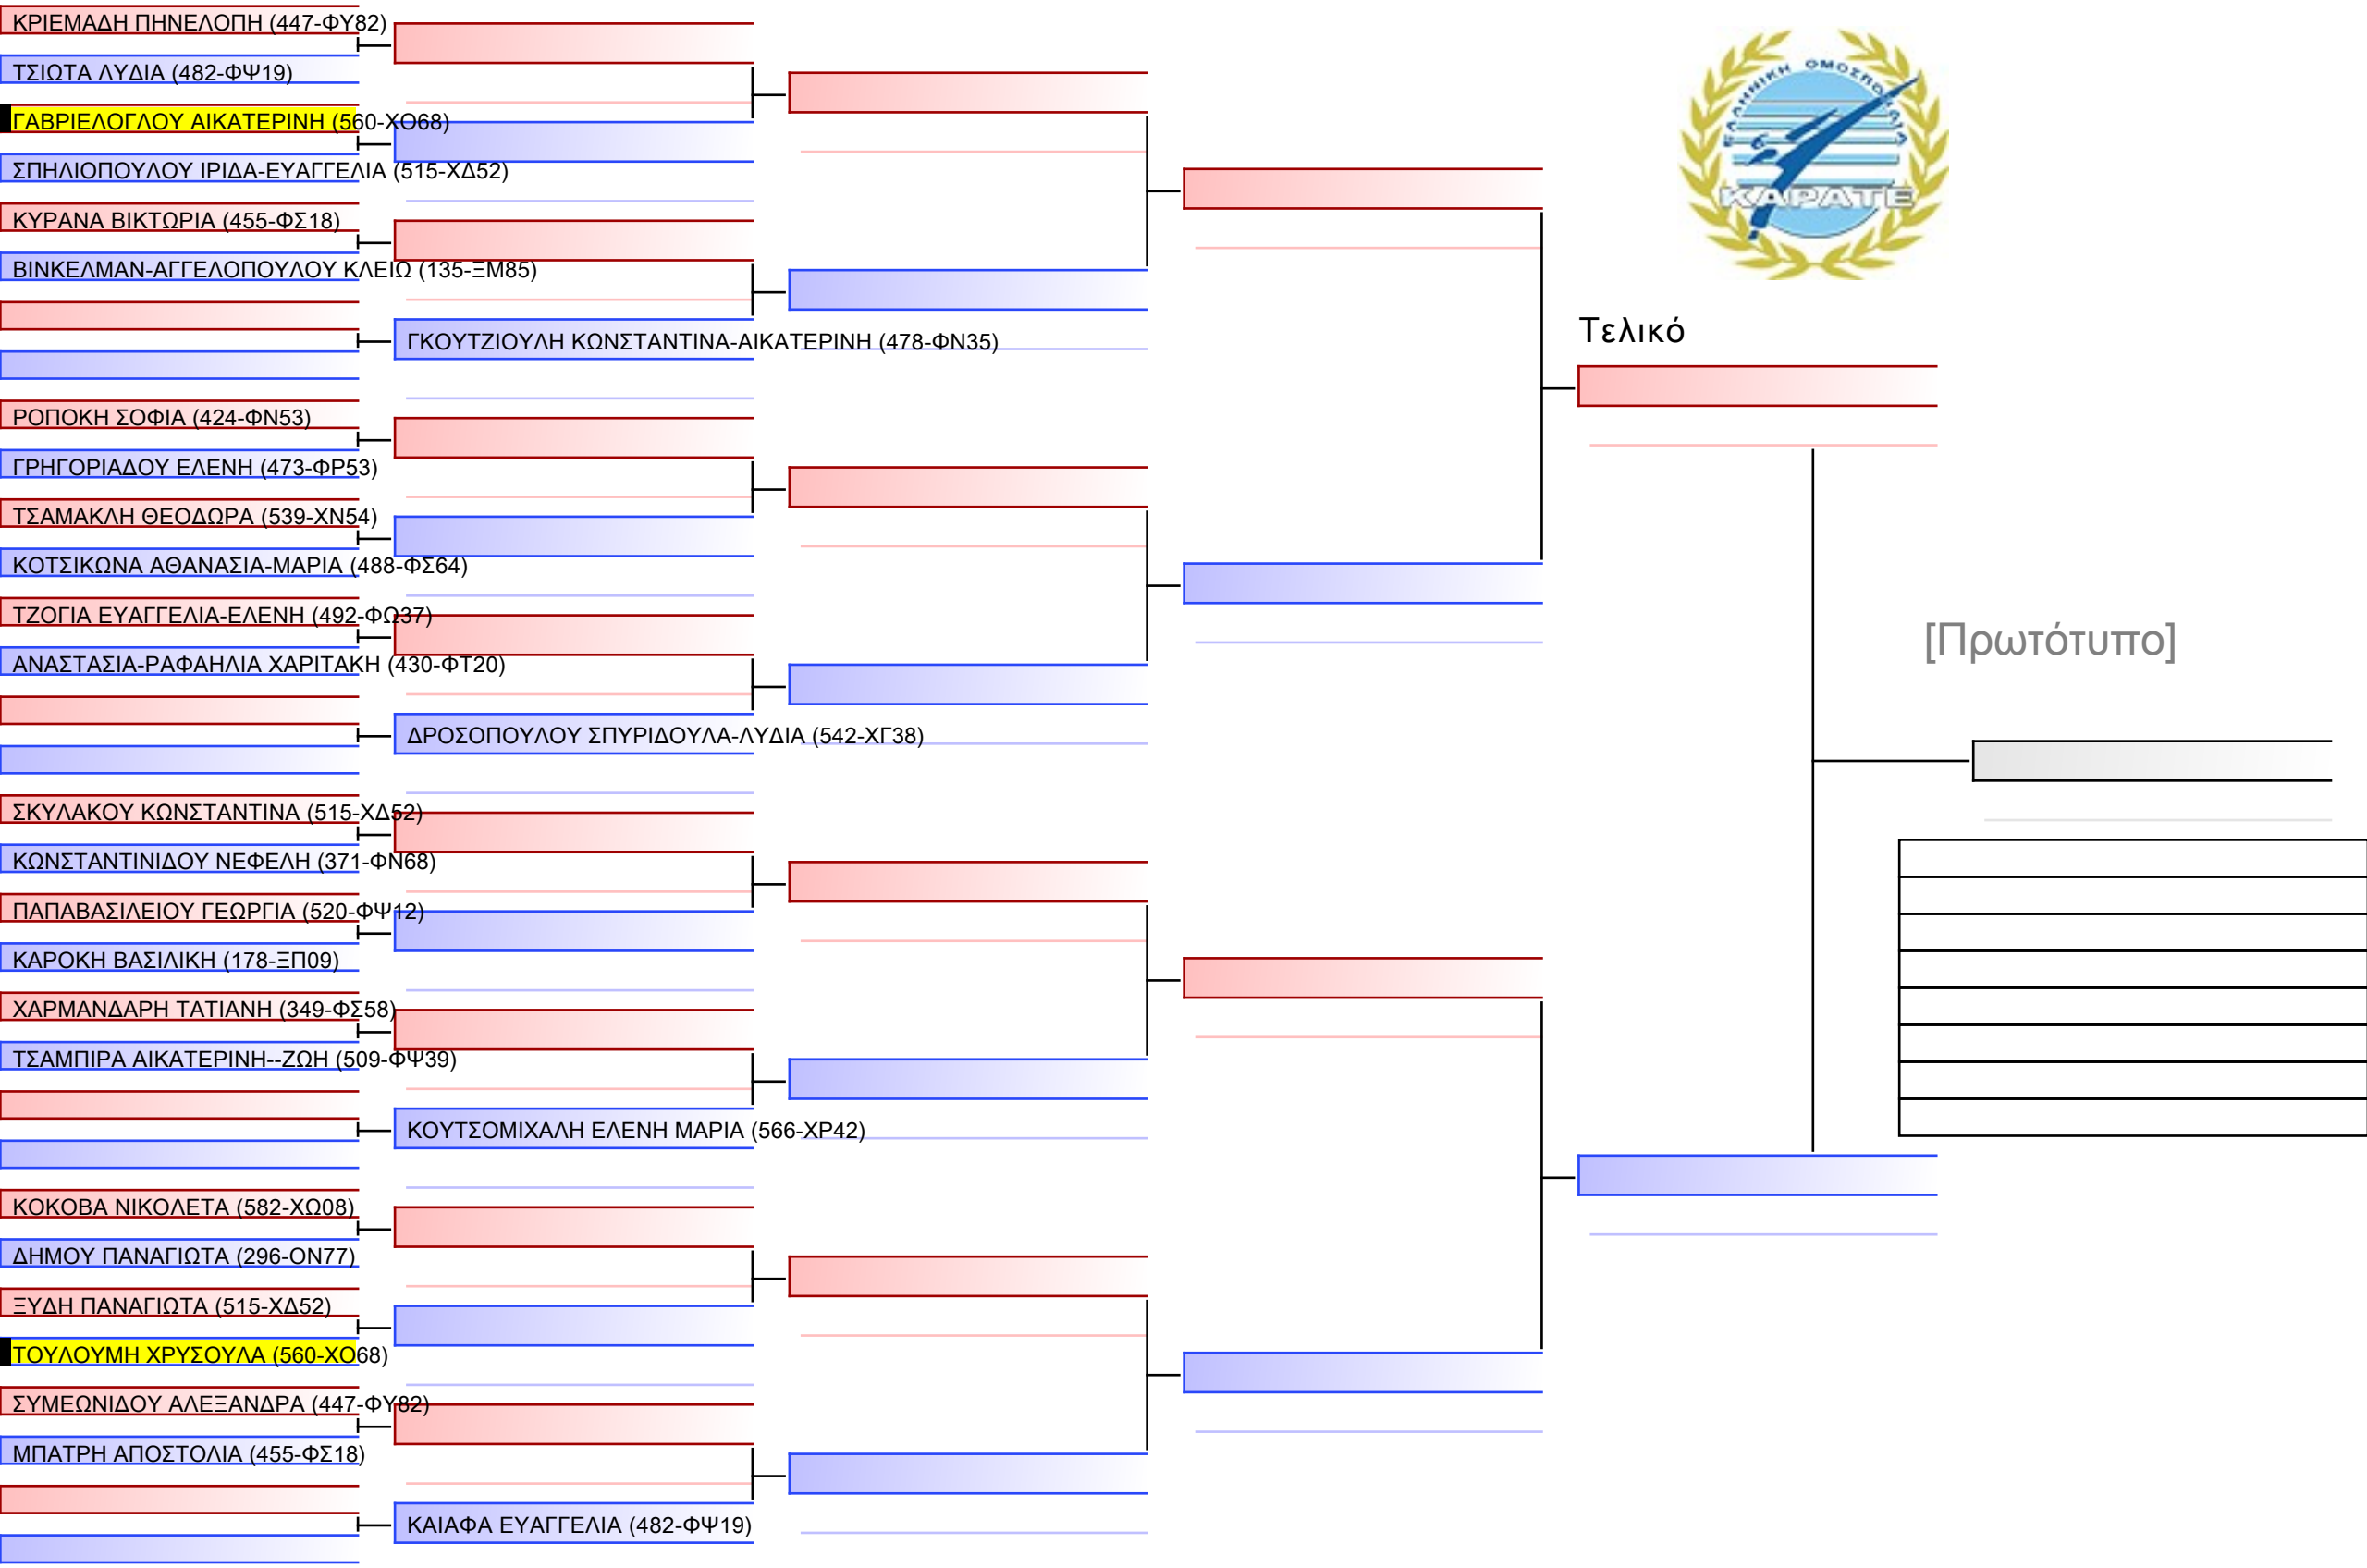 ΚΡΙΕΜΑΔΗ ΠΗΝΕΛΟΠΗ (447-ΦΥ82)
ΤΣΙΩΤΑ ΛΥΔΙΑ (482-ΦΨ19)
ΓΑΒΡΙΕΛΟΓΛΟΥ ΑΙΚΑΤΕΡΙΝΗ (560-ΧΟ68)
ΣΠΗΛΙΟΠΟΥΛΟΥ ΙΡΙΔΑ-ΕΥΑΓΓΕΛΙΑ (515-ΧΔ52)
ΚΥΡΑΝΑ ΒΙΚΤΩΡΙΑ (455-ΦΣ18)
ΒΙΝΚΕΛΜΑΝ-ΑΓΓΕΛΟΠΟΥΛΟΥ ΚΛΕΙΩ (135-ΞΜ85)
ΓΚΟΥΤΖΙΟΥΛΗ ΚΩΝΣΤΑΝΤΙΝΑ-ΑΙΚΑΤΕΡΙΝΗ (478-ΦΝ35)
ΡΟΠΟΚΗ ΣΟΦΙΑ (424-ΦΝ53)
ΓΡΗΓΟΡΙΑΔΟΥ ΕΛΕΝΗ (473-ΦΡ53)
ΤΣΑΜΑΚΛΗ ΘΕΟΔΩΡΑ (539-ΧΝ54)
ΚΟΤΣΙΚΩΝΑ ΑΘΑΝΑΣΙΑ-ΜΑΡΙΑ (488-ΦΣ64)
ΤΖΟΓΙΑ ΕΥΑΓΓΕΛΙΑ-ΕΛΕΝΗ (492-ΦΩ37)
ΑΝΑΣΤΑΣΙΑ-ΡΑΦΑΗΛΙΑ ΧΑΡΙΤΑΚΗ (430-ΦΤ20)
ΔΡΟΣΟΠΟΥΛΟΥ ΣΠΥΡΙΔΟΥΛΑ-ΛΥΔΙΑ (542-ΧΓ38)
ΣΚΥΛΑΚΟΥ ΚΩΝΣΤΑΝΤΙΝΑ (515-ΧΔ52)
ΚΩΝΣΤΑΝΤΙΝΙΔΟΥ ΝΕΦΕΛΗ (371-ΦΝ68)
ΠΑΠΑΒΑΣΙΛΕΙΟΥ ΓΕΩΡΓΙΑ (520-ΦΨ12)
ΚΑΡΟΚΗ ΒΑΣΙΛΙΚΗ (178-ΞΠ09)
ΧΑΡΜΑΝΔΑΡΗ ΤΑΤΙΑΝΗ (349-ΦΣ58)
ΤΣΑΜΠΙΡΑ ΑΙΚΑΤΕΡΙΝΗ--ΖΩΗ (509-ΦΨ39)
ΚΟΥΤΣΟΜΙΧΑΛΗ ΕΛΕΝΗ ΜΑΡΙΑ (566-ΧΡ42)
ΚΟΚΟΒΑ ΝΙΚΟΛΕΤΑ (582-ΧΩ08)
ΔΗΜΟΥ ΠΑΝΑΓΙΩΤΑ (296-ΟΝ77)
ΞΥΔΗ ΠΑΝΑΓΙΩΤΑ (515-ΧΔ52)
ΤΟΥΛΟΥΜΗ ΧΡΥΣΟΥΛΑ (560-ΧΟ68)
ΣΥΜΕΩΝΙΔΟΥ ΑΛΕΞΑΝΔΡΑ (447-ΦΥ82)
ΜΠΑΤΡΗ ΑΠΟΣΤΟΛΙΑ (455-ΦΣ18)
ΚΑΙΑΦΑ ΕΥΑΓΓΕΛΙΑ (482-ΦΨ19)
ΕΛΛΗΝΙΚΗ ΟΜΟΣΠΟΝΔΙΑ
ΚΑΡΑΤΕ
Τελικό
[Πρωτότυπο]